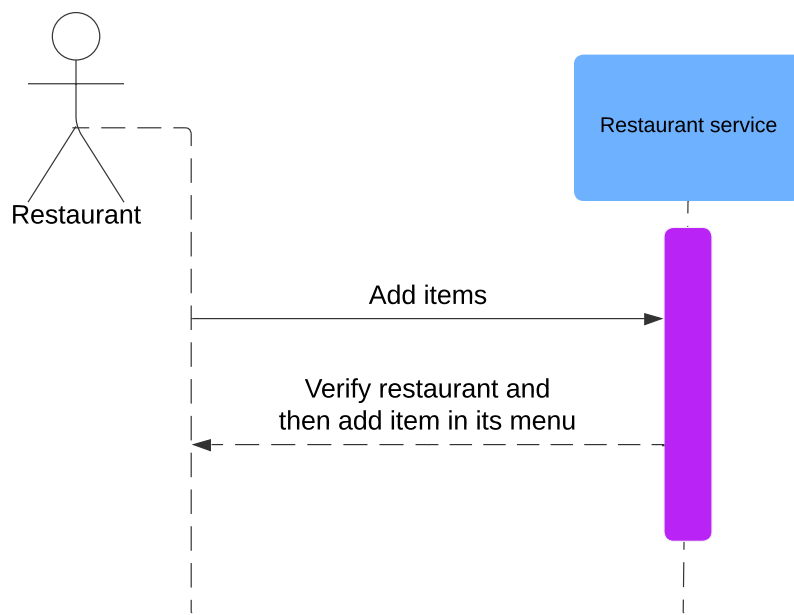 Restaurant service
Restaurant
Add items
Verify restaurant and
then add item in its menu